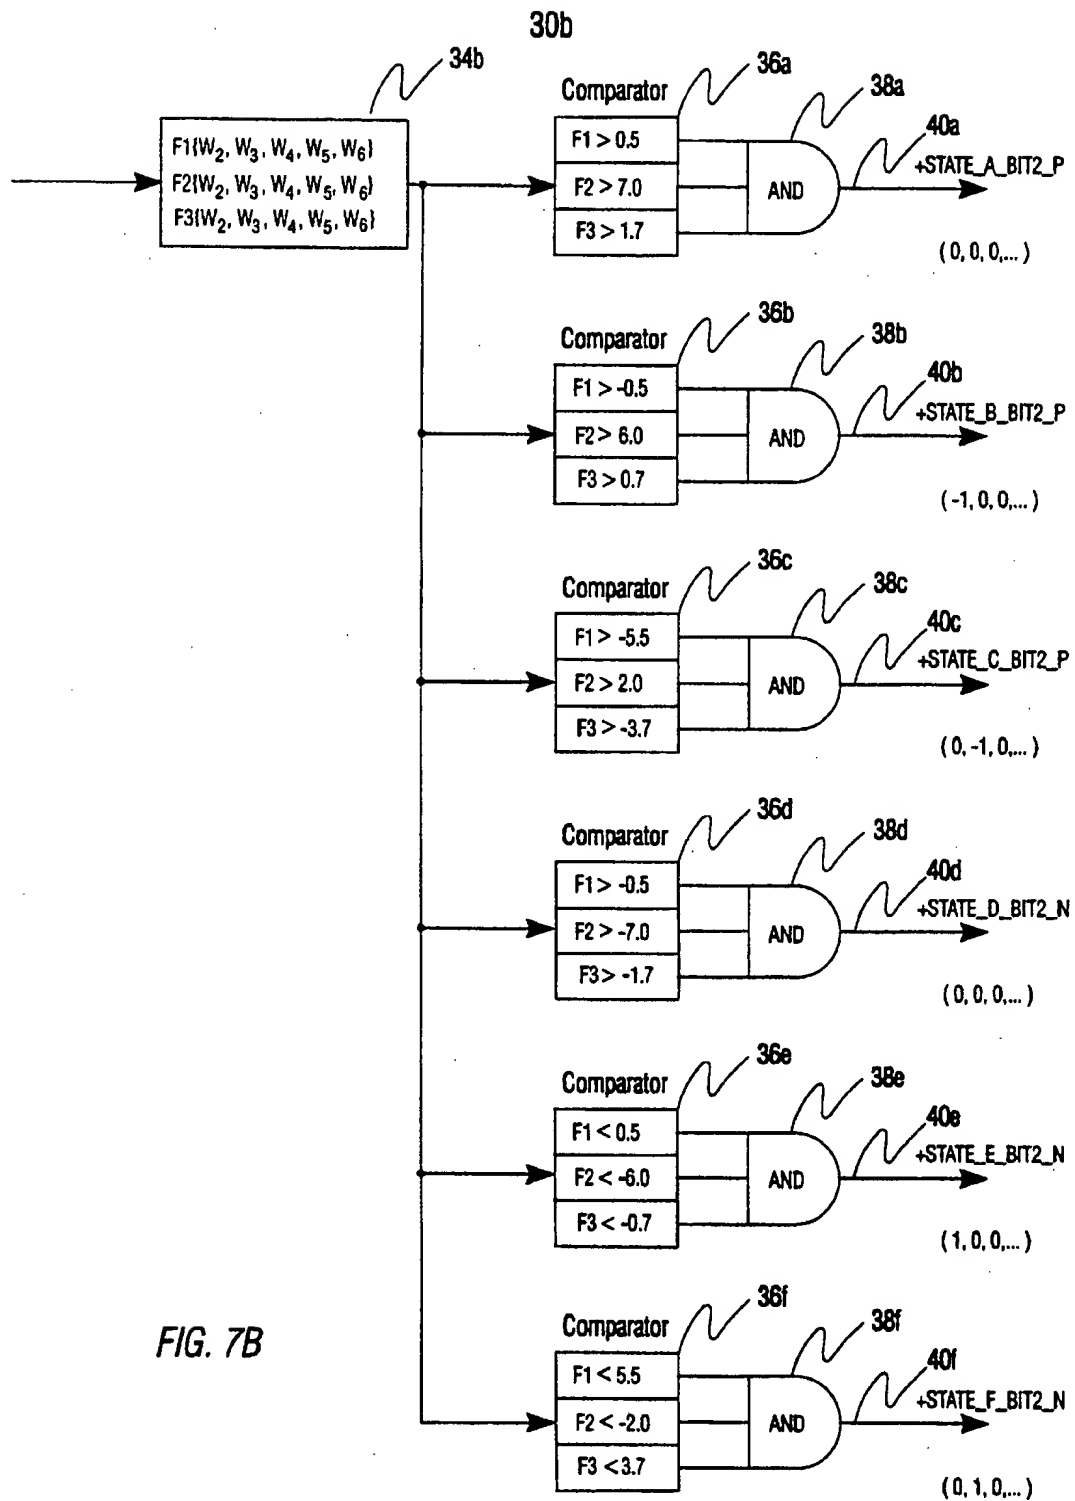 30b
34b
F1{W2, W3, W4, W5, W6}
F2{W2, W3, W4, W5, W6}
F3{W2, W3, W4, W5, W6}
Comparator
36a
F1 > 0.5
F2 > 7.0
F3 > 1.7
38a
AND
40a
+STATE_A_BIT2_P
(0, 0, 0,... )
Comparator
36b
F1 > -0.5
F2 > 6.0
F3 > 0.7
38b
AND
40b
+STATE_B_BIT2_P
(-1, 0, 0,... )
Comparator
36c
F1 > -5.5
F2 > 2.0
F3 > -3.7
38c
AND
40c
+STATE_C_BIT2_P
(0, -1, 0,... )
Comparator
36d
F1 > -0.5
F2 > -7.0
F3 > -1.7
38d
AND
40d
+STATE_D_BIT2_N
(0, 0, 0,... )
Comparator
36e
F1 < 0.5
F2 < -6.0
F3 < -0.7
38e
AND
40e
+STATE_E_BIT2_N
(1, 0, 0,... )
Comparator
36f
F1 < 5.5
F2 < -2.0
F3 < 3.7
38f
AND
40f
+STATE_F_BIT2_N
(0, 1, 0,... )
FIG. 7B